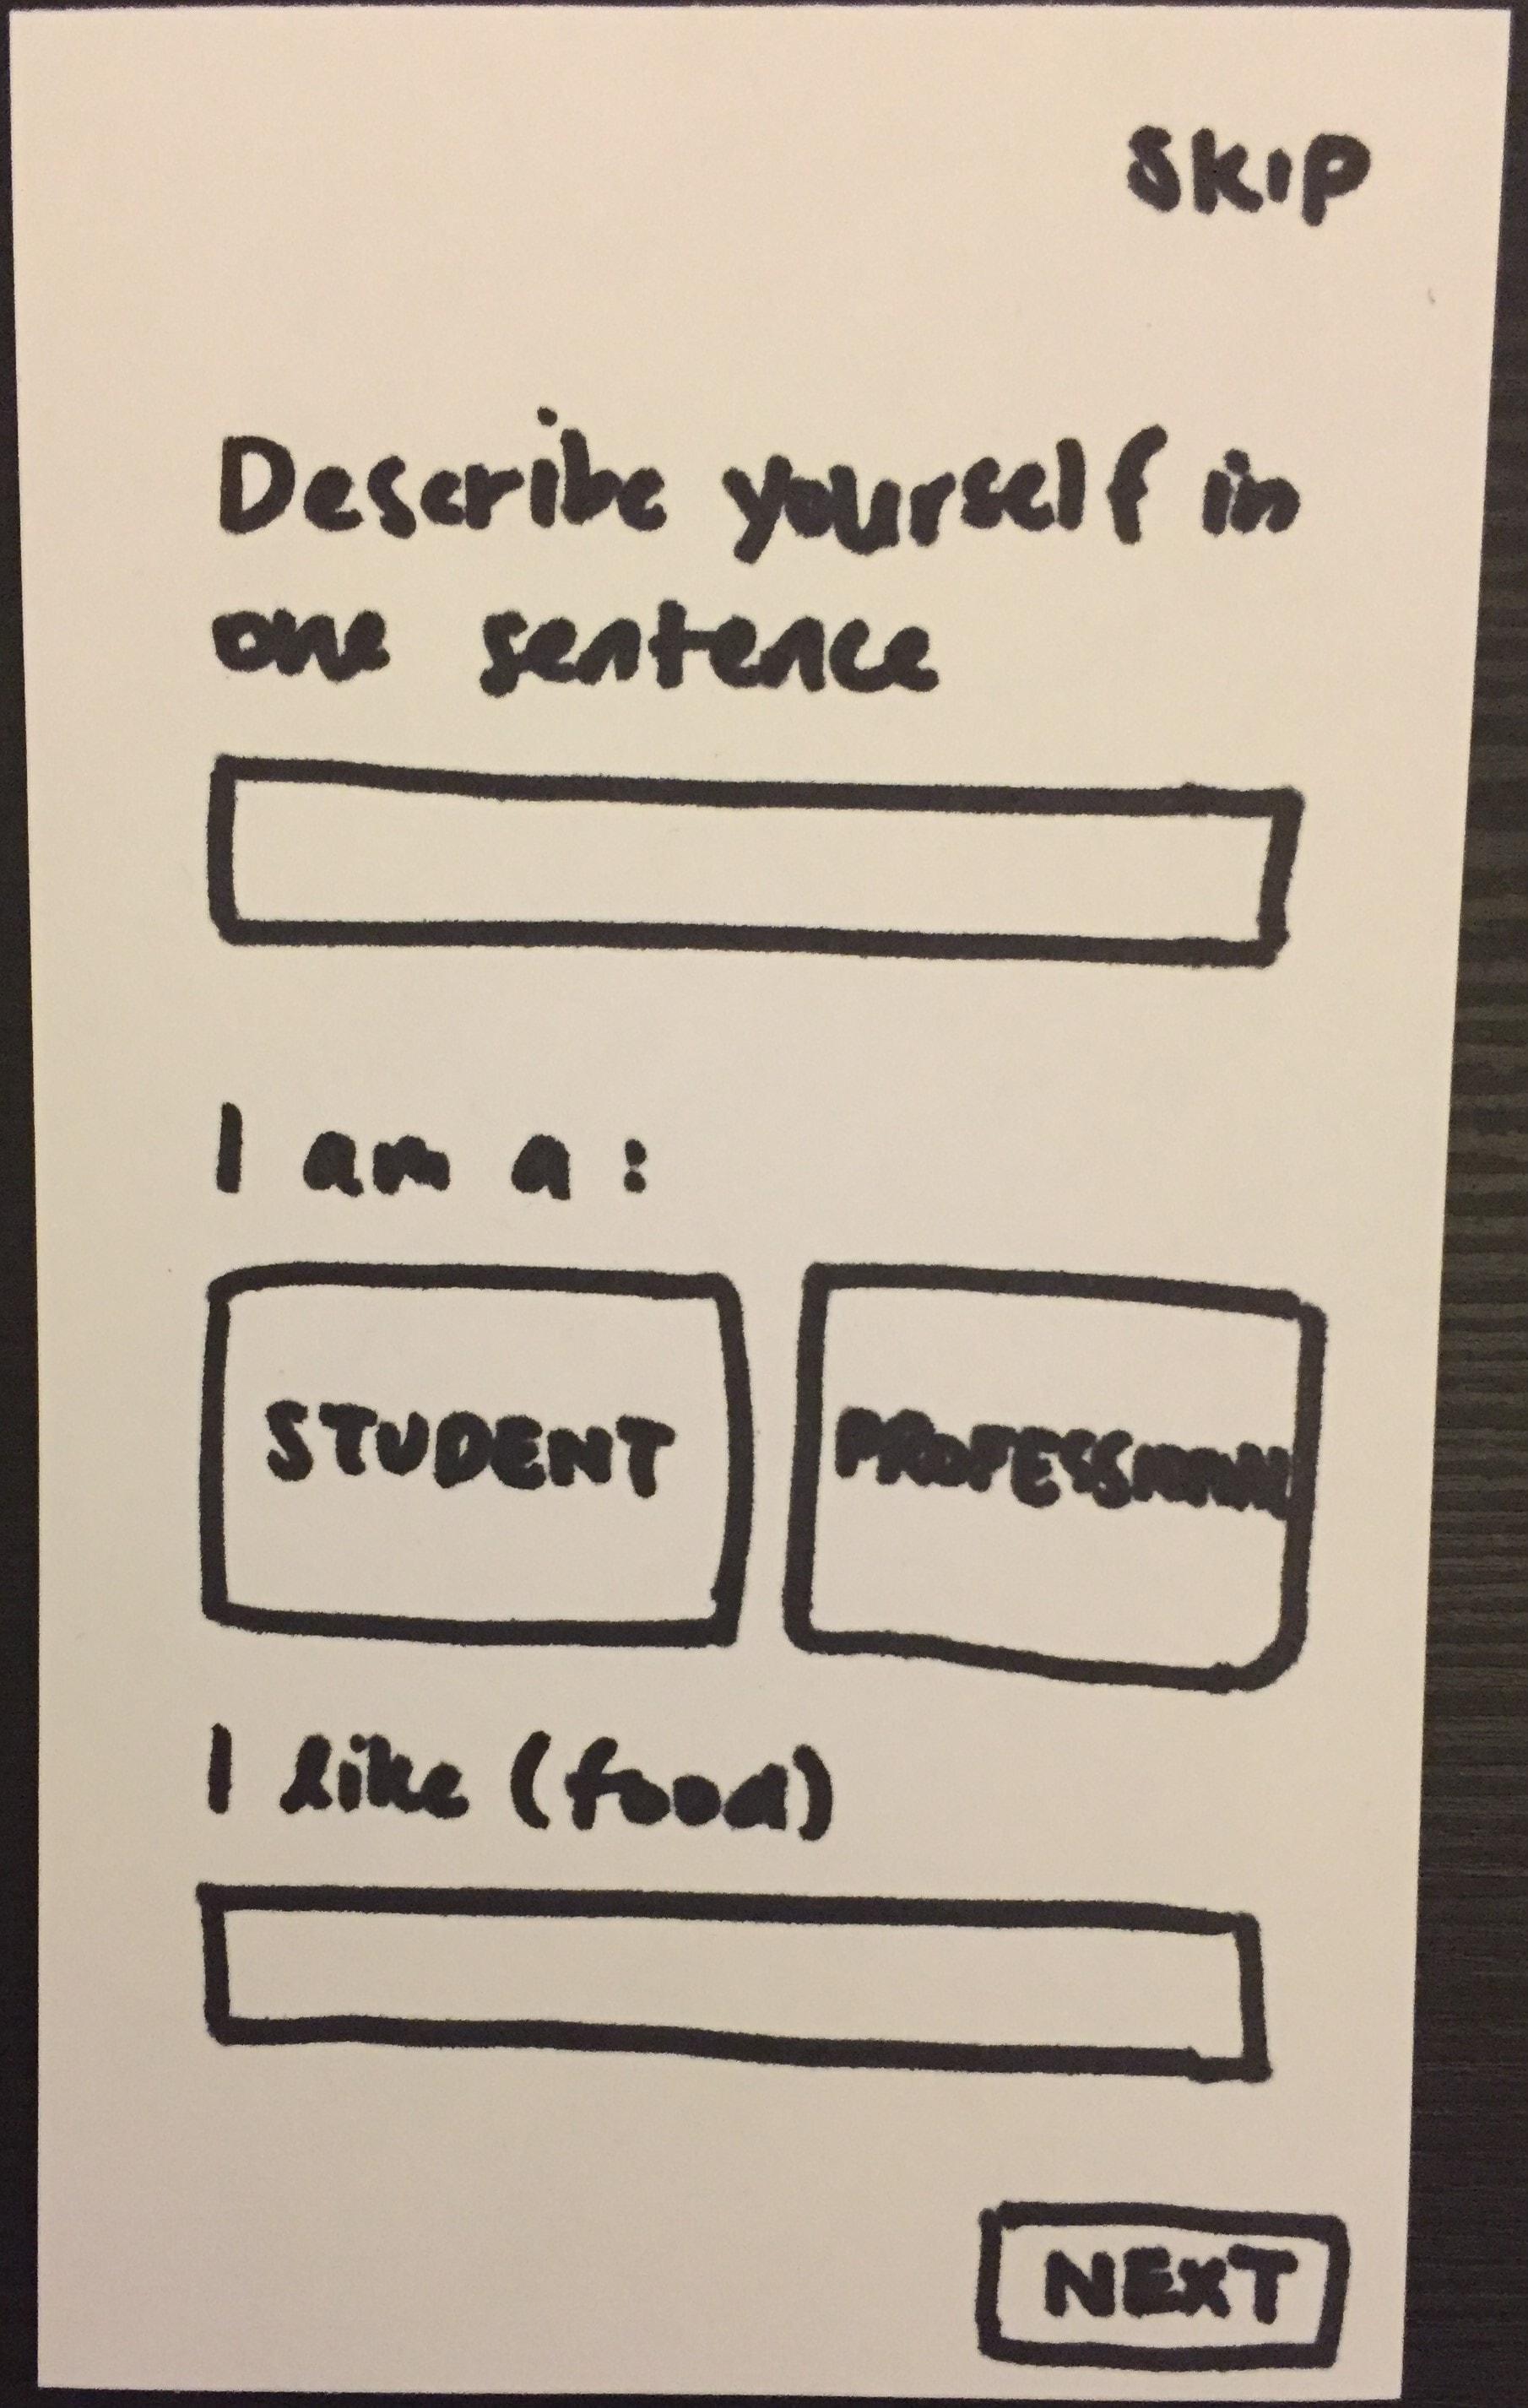 SKIP
Describe yourself in
one sentence
I am a:
STUDENT
PROFESSIONAL
I like (food)
NEXT